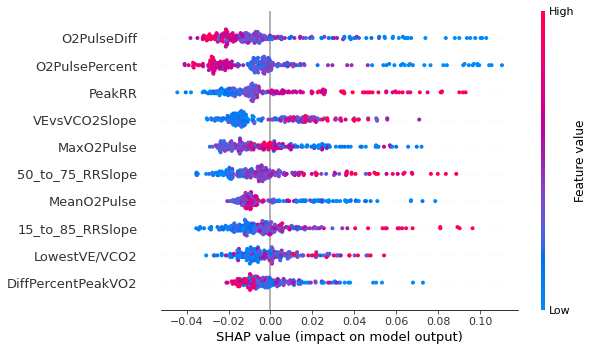 High
O2PulseDiff
O2PulsePercent
PeakRR
VEvsVCO2Slope
MaxO2Pulse
50_to_75_RRSlope
MeanO2Pulse
15_to_85_RRSlope
LowestVE/VCO2
DiffPercentPeakVO2
Feature value
Low
−0.04 −0.02 0.00 0.02 0.04 0.06 0.08 0.10
SHAP value (impact on model output)